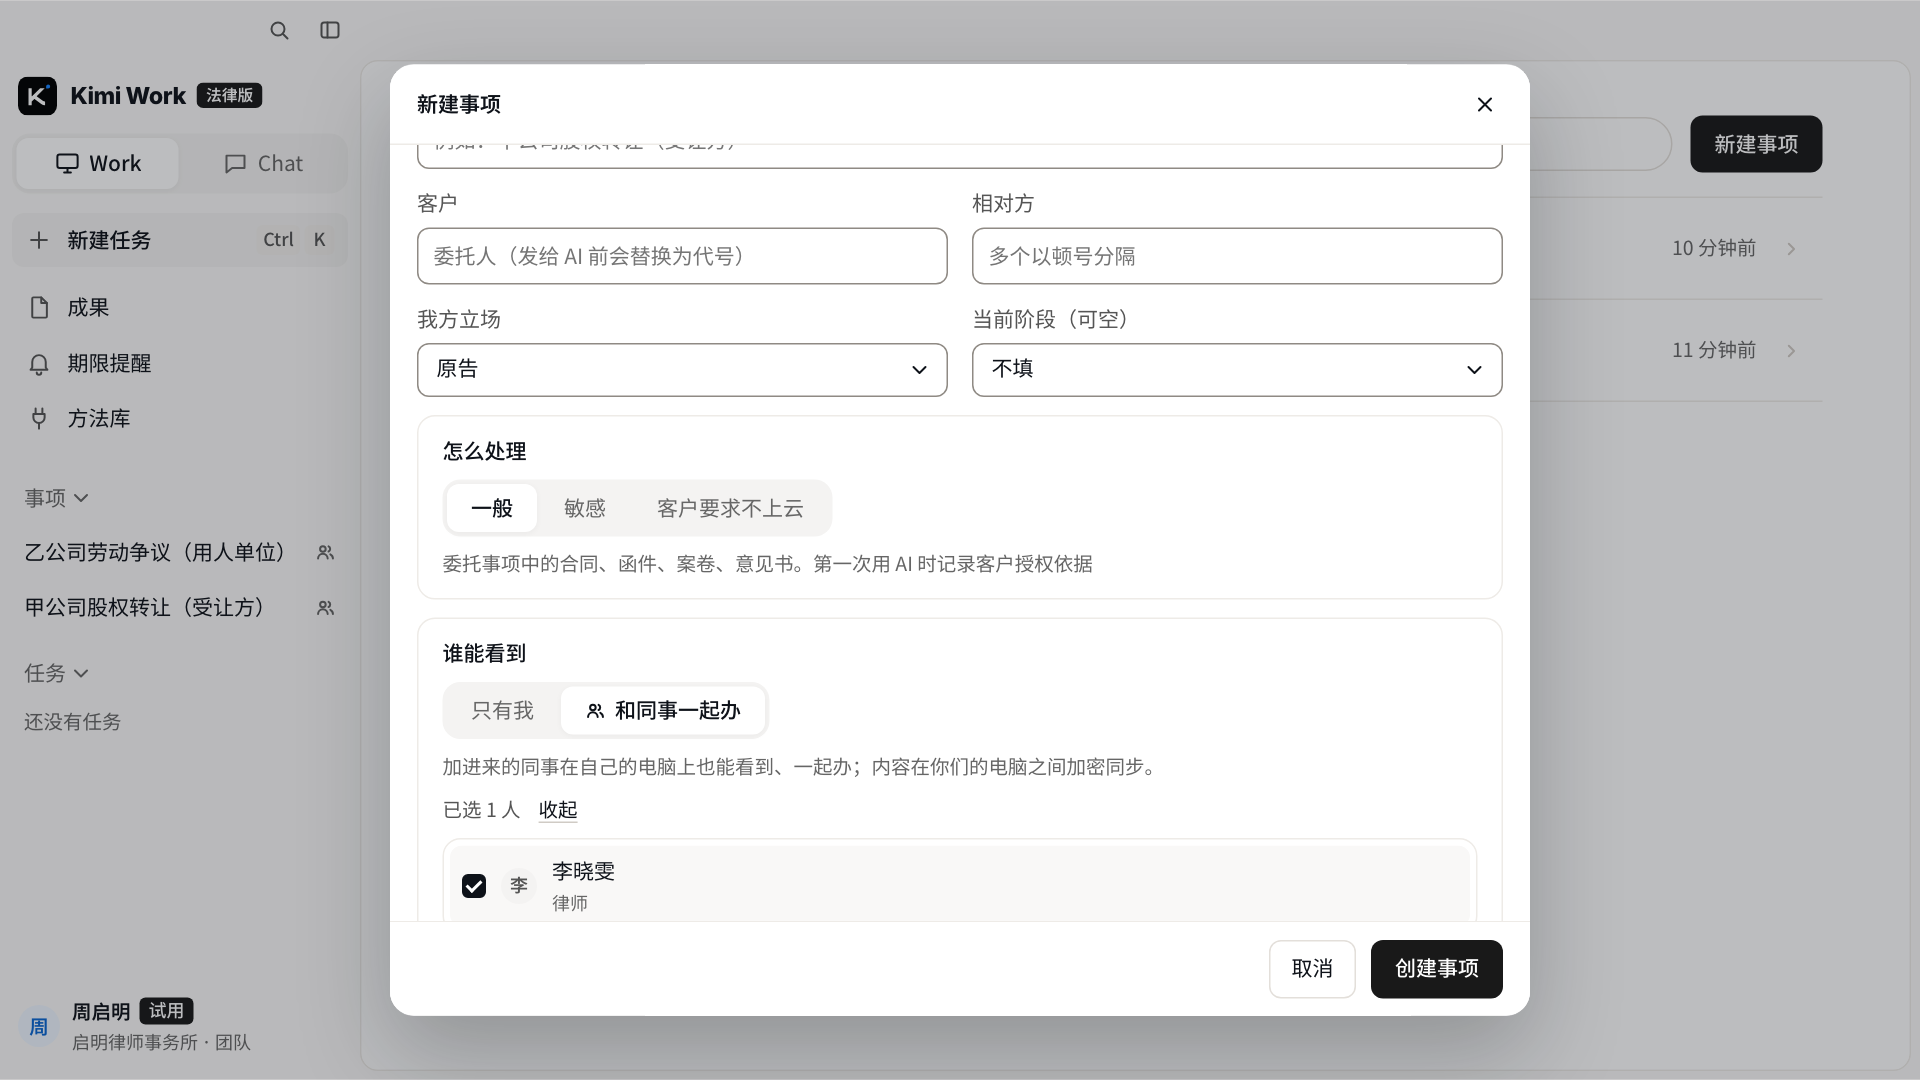 Kimi Work 法律版
Work
Chat
新建任务 Ctrl K
成果
期限提醒
方法库
事项
乙公司劳动争议（用人单位）
甲公司股权转让（受让方）
任务
还没有任务
周启明 试用
启明律师事务所 · 团队
周
新建事项
10 分钟前
11 分钟前
新建事项
客户
相对方
委托人（发给 AI 前会替换为代号）
多个以顿号分隔
我方立场
当前阶段（可空）
原告
不填
怎么处理
一般 敏感 客户要求不上云
委托事项中的合同、函件、案卷、意见书。第一次用 AI 时记录客户授权依据
谁能看到
只有我 和同事一起办
加进来的同事在自己的电脑上也能看到、一起办；内容在你们的电脑之间加密同步。
已选 1 人 收起
李 李晓雯
律师
取消 创建事项